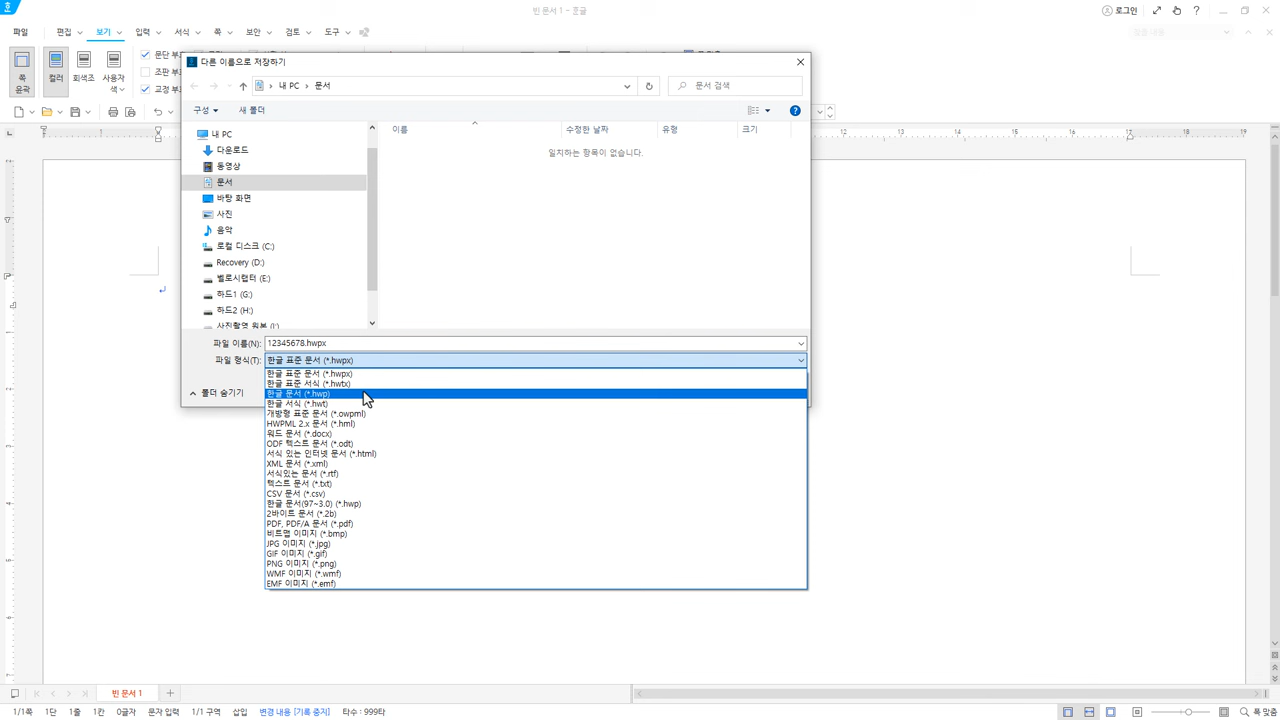 빈 문서 1 - 한글
로그인
파일 편집 보기 입력 서식 쪽 보안 검토 도구
쪽 윤곽
컬러
회색조
사용자 색
다른 이름으로 저장하기
내 PC 문서
문서 검색
구성 새 폴더
이름 수정한 날짜 유형 크기
일치하는 항목이 없습니다.
내 PC
다운로드
동영상
문서
바탕 화면
사진
음악
로컬 디스크 (C:)
Recovery (D:)
벨로시랩터 (E:)
하드1 (G:)
하드2 (H:)
사진촬영 원본 (I:)
파일 이름(N): 12345678.hwpx
파일 형식(T): 한글 표준 문서 (*.hwpx)
폴더 숨기기
한글 표준 문서 (*.hwpx)
한글 표준 서식 (*.hwtx)
한글 문서 (*.hwp)
한글 서식 (*.hwt)
개방형 표준 문서 (*.owpml)
HWPML 2.x 문서 (*.hml)
워드 문서 (*.docx)
ODF 텍스트 문서 (*.odt)
서식 있는 인터넷 문서 (*.html)
XML 문서 (*.xml)
서식있는 문서 (*.rtf)
텍스트 문서 (*.txt)
CSV 문서 (*.csv)
한글 문서(97~3.0) (*.hwp)
2바이트 문서 (*.2b)
PDF, PDF/A 문서 (*.pdf)
비트맵 이미지 (*.bmp)
JPG 이미지 (*.jpg)
GIF 이미지 (*.gif)
PNG 이미지 (*.png)
WMF 이미지 (*.wmf)
EMF 이미지 (*.emf)
12 13 14 15 16 17 18 19
빈 문서 1
1/1쪽 1단 1줄 1칸 0글자 문자 입력 1/1 구역 삽입 변경 내용 [기록 중지] 타수 : 999타
폭 맞춤